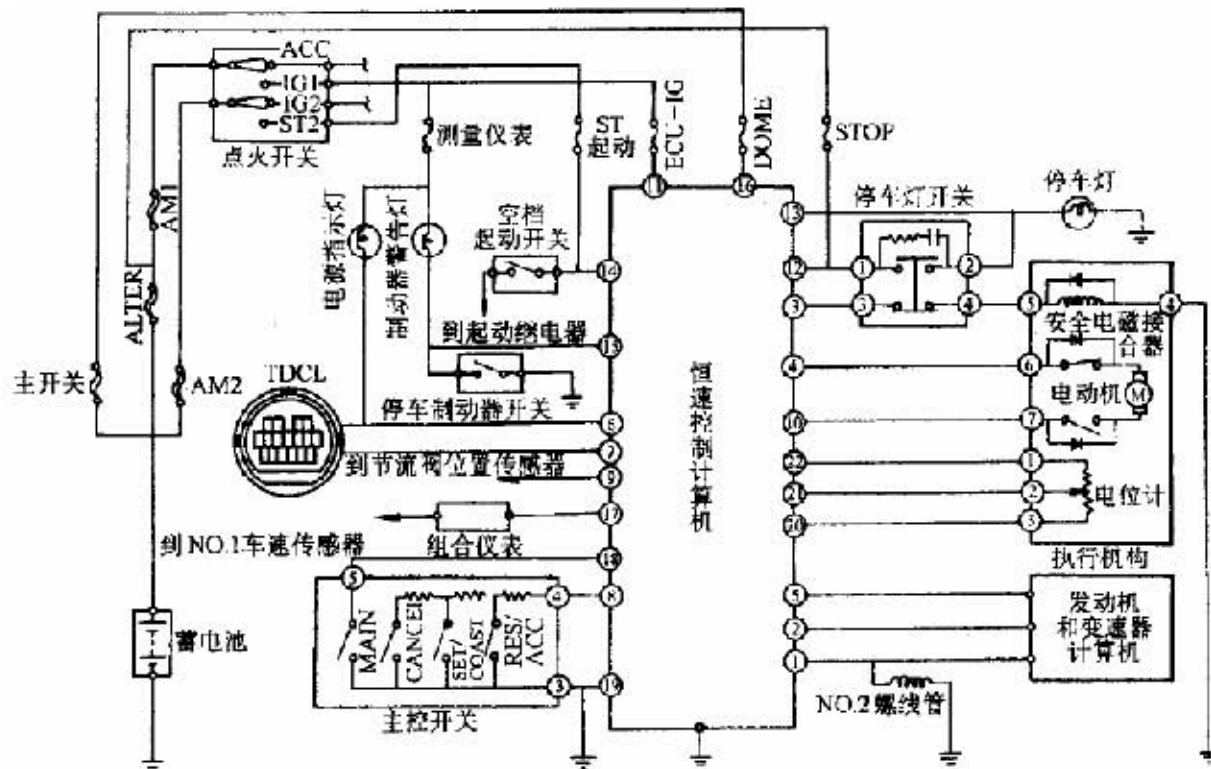 ACC
IG1
IG2
ST2
点火开关
AM1
ALTER
主开关
AM2
测量仪表
ST
起动
ECU-IG
DOME
STOP
电源指示灯
制动器警告灯
空档
起动开关
到起动继电器
TDCL
停车制动器开关
到节流阀位置传感器
组合仪表
到NO.1车速传感器
蓄电池
MAIN
CANCEL
SET/
COAST
RES/
ACC
主控开关
恒速控制计算机
11
16
14
15
6
9
17
18
8
19
13
12
3
4
22
21
20
5
2
1
停车灯开关
停车灯
1
2
3
4
5
4
安全电磁接
合器
6
电动机
M
7
1
2
电位计
3
执行机构
5
4
3
发动机
和变速器
计算机
NO.2螺线管